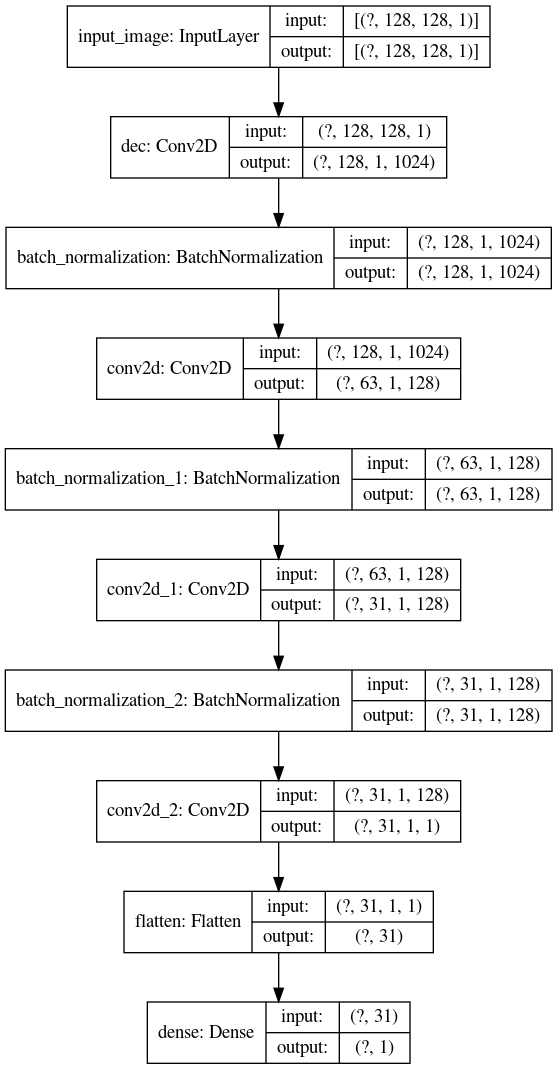 input_image: InputLayer
input:
[(?, 128, 128, 1)]
output:
[(?, 128, 128, 1)]
dec: Conv2D
input:
(?, 128, 128, 1)
output:
(?, 128, 1, 1024)
batch_normalization: BatchNormalization
input:
(?, 128, 1, 1024)
output:
(?, 128, 1, 1024)
conv2d: Conv2D
input:
(?, 128, 1, 1024)
output:
(?, 63, 1, 128)
batch_normalization_1: BatchNormalization
input:
(?, 63, 1, 128)
output:
(?, 63, 1, 128)
conv2d_1: Conv2D
input:
(?, 63, 1, 128)
output:
(?, 31, 1, 128)
batch_normalization_2: BatchNormalization
input:
(?, 31, 1, 128)
output:
(?, 31, 1, 128)
conv2d_2: Conv2D
input:
(?, 31, 1, 128)
output:
(?, 31, 1, 1)
flatten: Flatten
input:
(?, 31, 1, 1)
output:
(?, 31)
dense: Dense
input:
(?, 31)
output:
(?, 1)